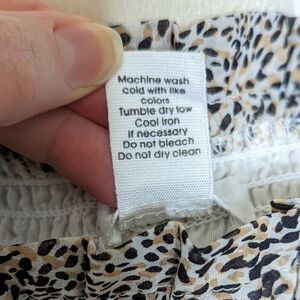 Machine wash
cold with like
colors
Tumble dry low
Cool iron
if necessary
Do not bleach
Do not dry clean